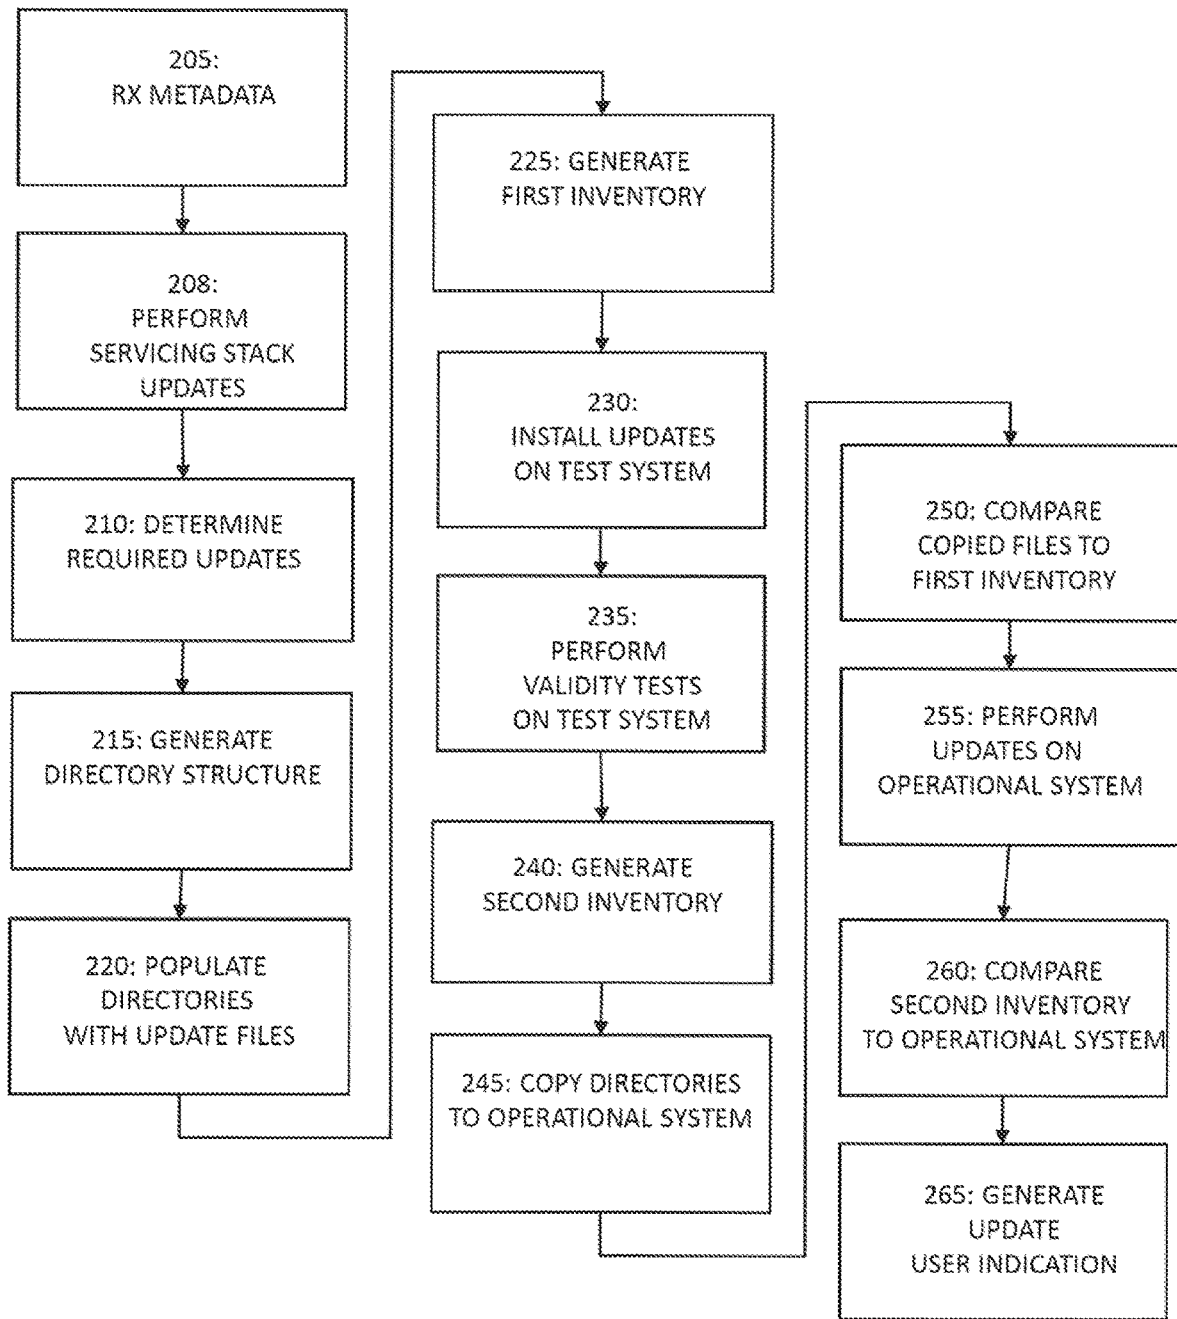 205:
RX METADATA
208:
PERFORM
SERVICING STACK
UPDATES
210: DETERMINE
REQUIRED UPDATES
215: GENERATE
DIRECTORY STRUCTURE
220: POPULATE
DIRECTORIES
WITH UPDATE FILES
225: GENERATE
FIRST INVENTORY
230:
INSTALL UPDATES
ON TEST SYSTEM
235:
PERFORM
VALIDITY TESTS
ON TEST SYSTEM
240: GENERATE
SECOND INVENTORY
245: COPY DIRECTORIES
TO OPERATIONAL SYSTEM
250: COMPARE
COPIED FILES TO
FIRST INVENTORY
255: PERFORM
UPDATES ON
OPERATIONAL SYSTEM
260: COMPARE
SECOND INVENTORY
TO OPERATIONAL SYSTEM
265: GENERATE
UPDATE
USER INDICATION